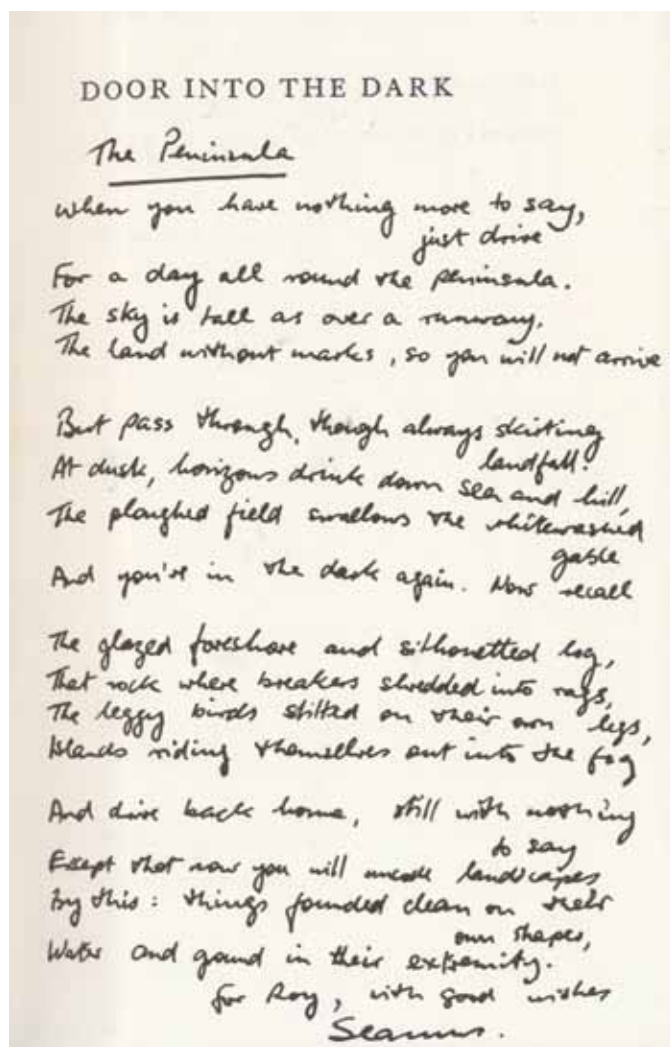 DOOR INTO THE DARK
The Peninsula
When you have nothing more to say,
just drive
For a day all round the peninsula.
The sky is tall as over a runway,
The land without marks, so you will not arrive
But pass through, though always skirting
landfall.
At dusk, horizons drink down sea and hill,
The ploughed field swallows the whitewashed
gable
And you're in the dark again. Now recall
The glazed foreshore and silhouetted log,
That rock where breakers shredded into rags,
The leggy birds stilted on their own legs,
Islands riding themselves out into the fog
And drive back home, still with nothing
to say
Except that now you will uncode landscapes
By this: things founded clean on their
own shapes,
Water and ground in their extremity.
for Roy, with good wishes
Seamus.